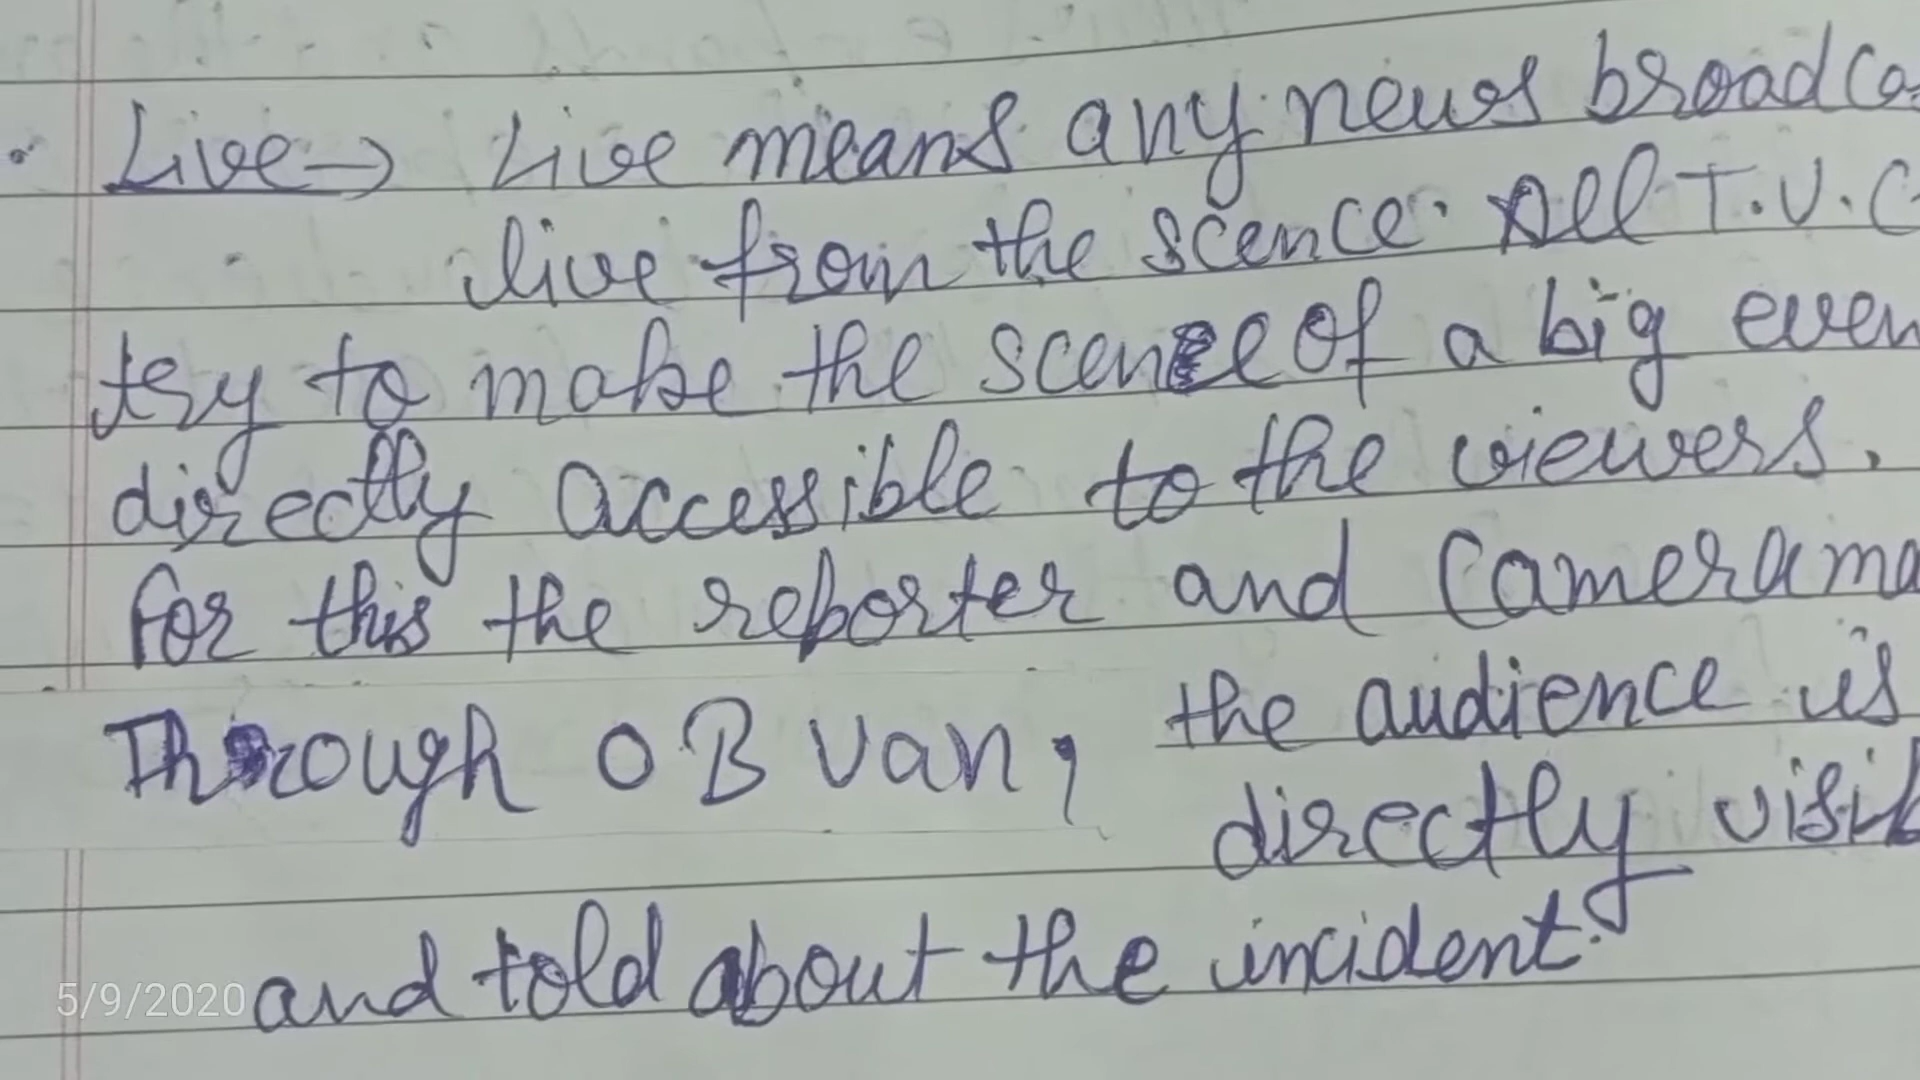 Live → Live means any news broadca
live from the scence. All T.V.C
try to make the scene of a big even
directly accessible to the viewers.
for this the reporter and Camerama
Through O B Van, the audience is
directly visib
and told about the incident.
5/9/2020